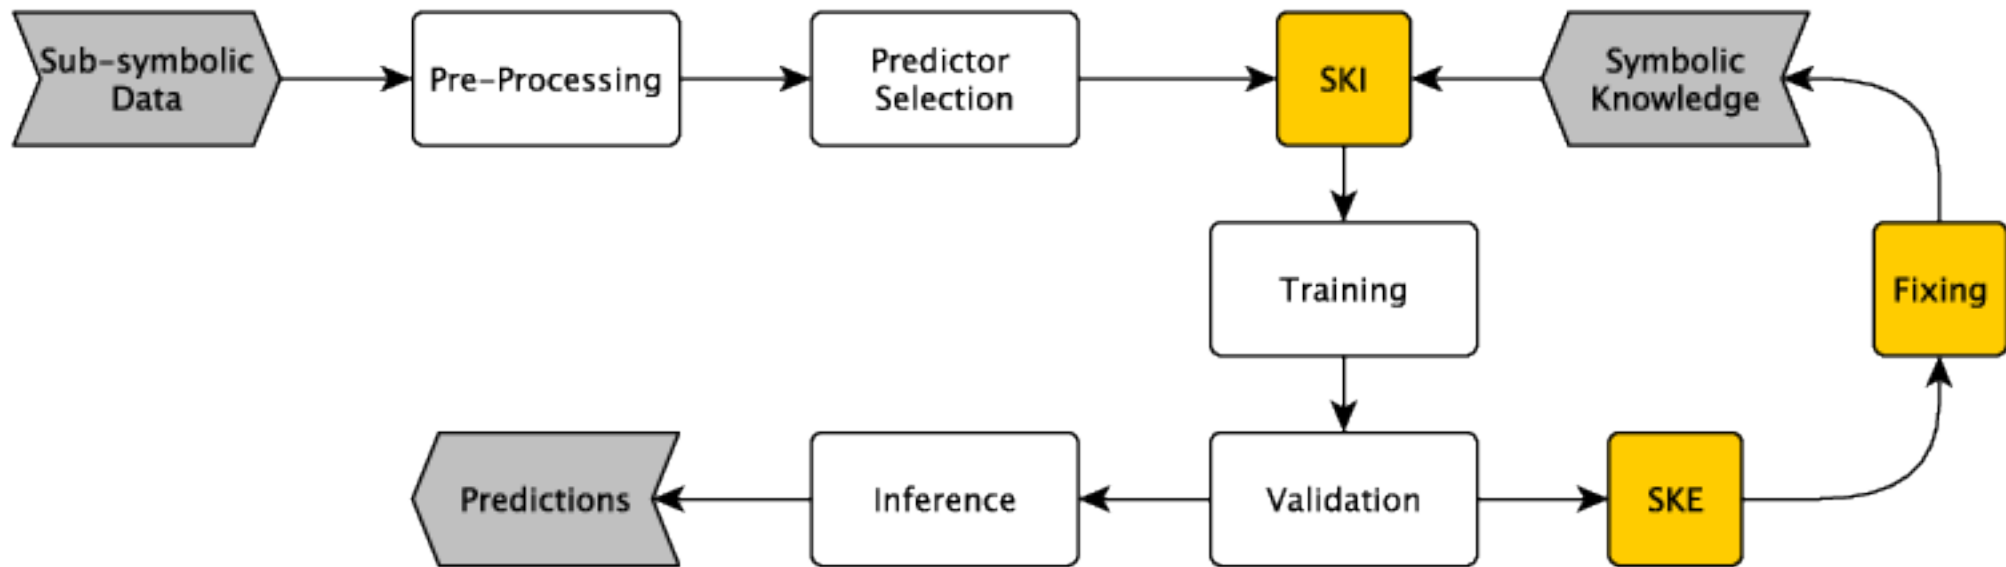 Sub-symbolic
Data
Pre-Processing
Predictor
Selection
SKI
Symbolic
Knowledge
Training
Fixing
Predictions
Inference
Validation
SKE